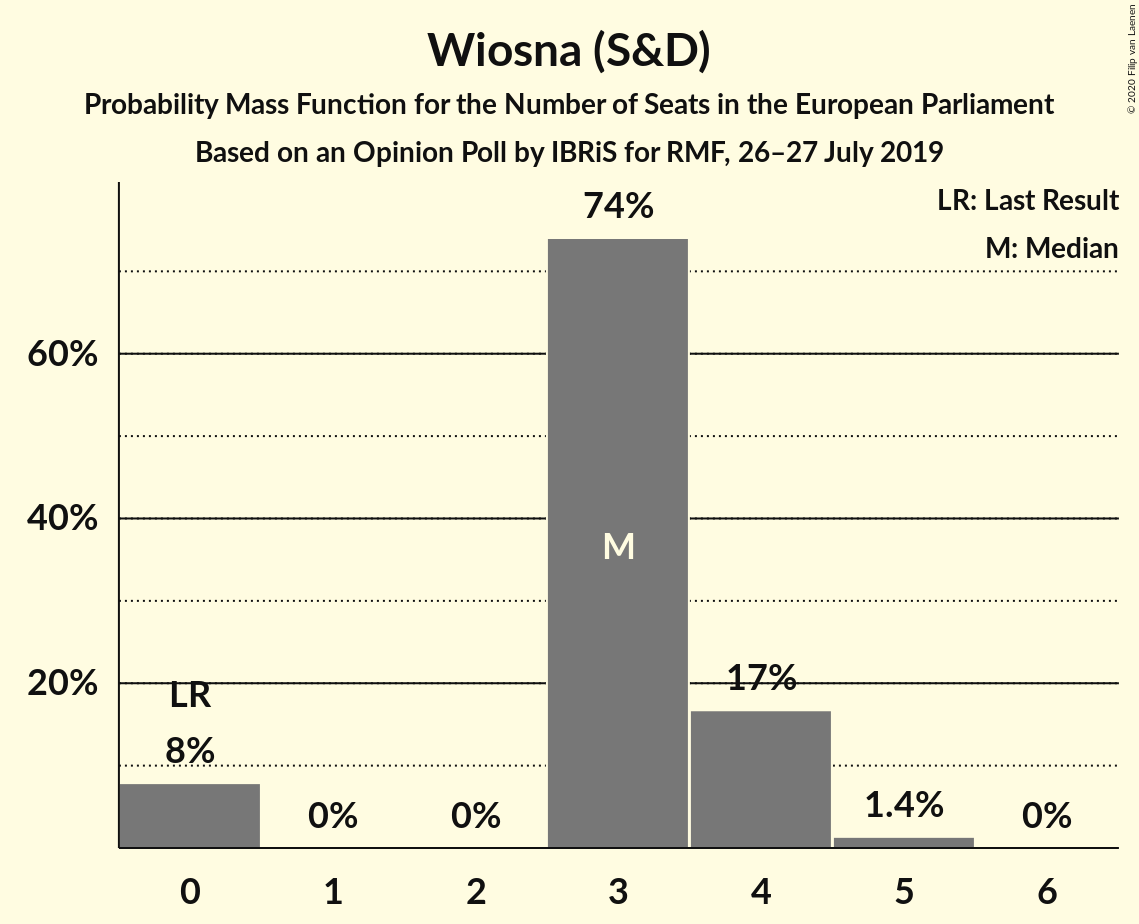 Wiosna (S&D)
Probability Mass Function for the Number of Seats in the European Parliament
Based on an Opinion Poll by IBRiS for RMF, 26–27 July 2019
© 2020 Filip van Laenen
LR: Last Result
M: Median
74%
60%
40%
M
20%
17%
LR
8%
0%
0%
1.4%
0%
0 1 2 3 4 5 6